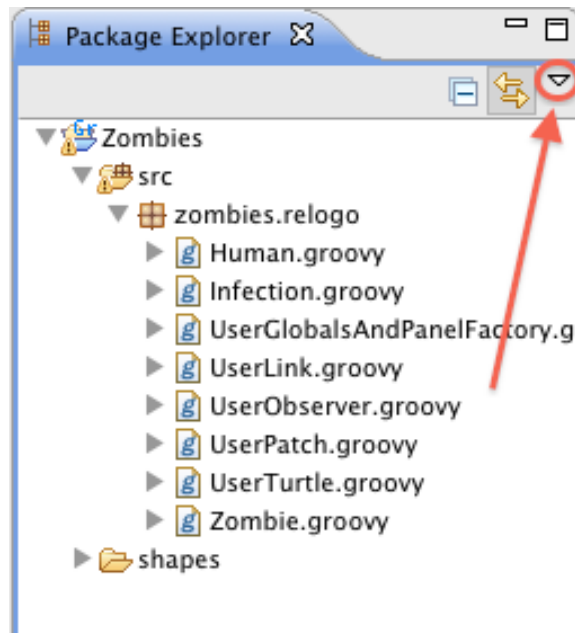 Package Explorer
Zombies
src
zombies.relogo
Human.groovy
Infection.groovy
UserGlobalsAndPanelFactory.g
UserLink.groovy
UserObserver.groovy
UserPatch.groovy
UserTurtle.groovy
Zombie.groovy
shapes